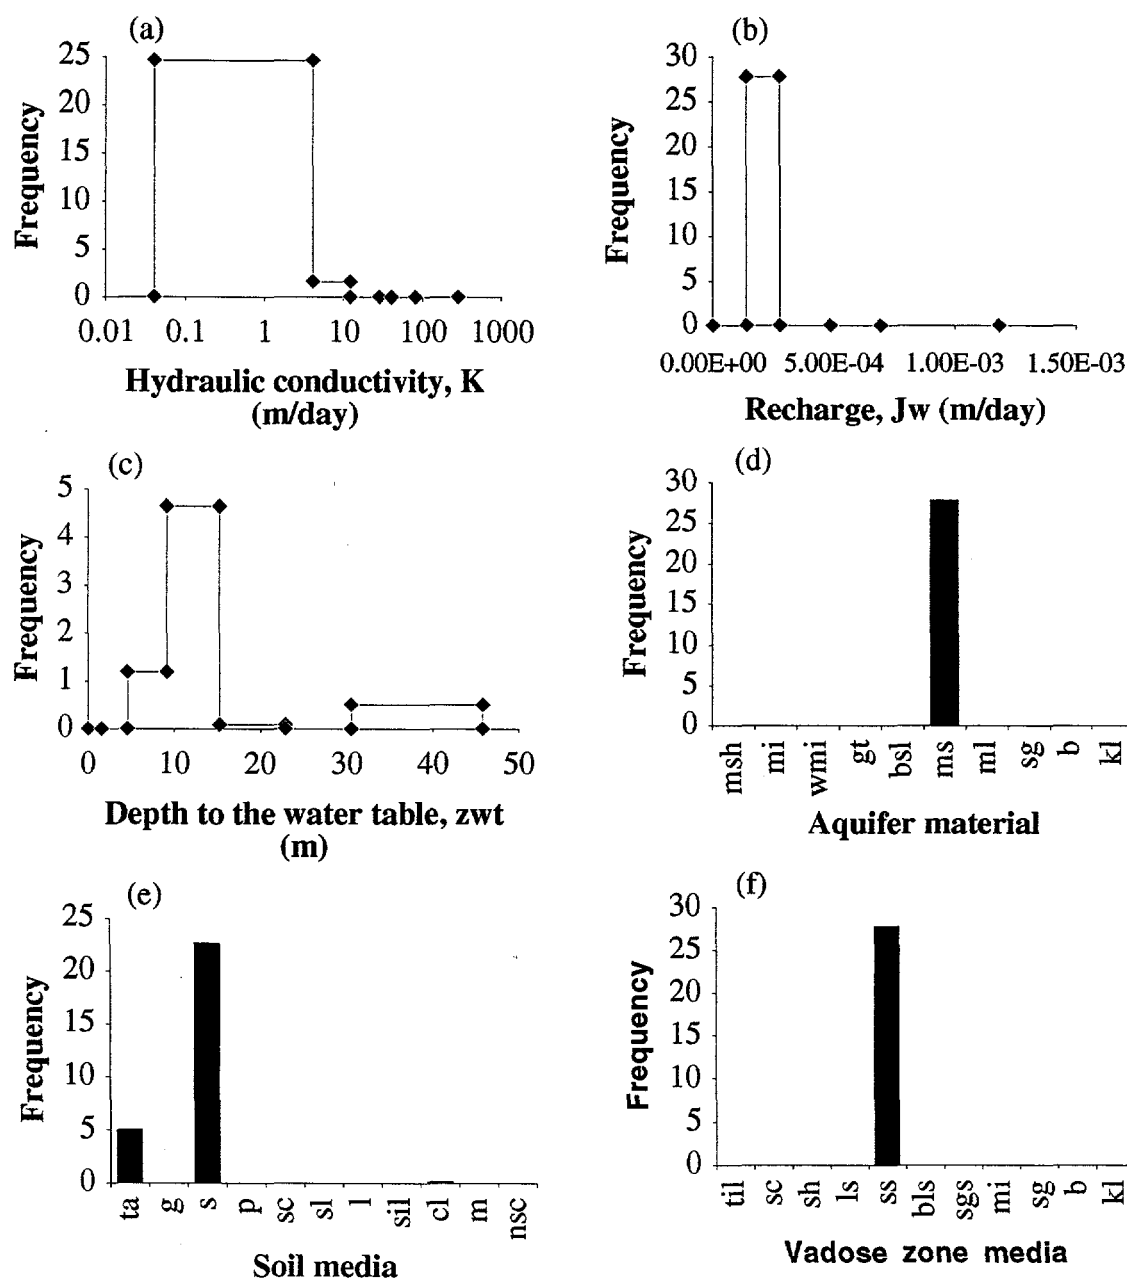 (a)
25
20
15
10
5
0
Frequency
0.01 0.1 1 10 100 1000
Hydraulic conductivity, K
(m/day)
(b)
30
25
20
15
10
5
0
Frequency
0.00E+00 5.00E-04 1.00E-03 1.50E-03
Recharge, Jw (m/day)
(c)
5
4
3
2
1
0
Frequency
0 10 20 30 40 50
Depth to the water table, zwt
(m)
(d)
30
25
20
15
10
5
0
Frequency
msh mi wmi gt bsl ms ml sg b kl
Aquifer material
(e)
25
20
15
10
5
0
Frequency
ta g s p sc sl l sil cl m nsc
Soil media
(f)
30
25
20
15
10
5
0
Frequency
til sc sh ls ss bls sgs mi sg b kl
Vadose zone media